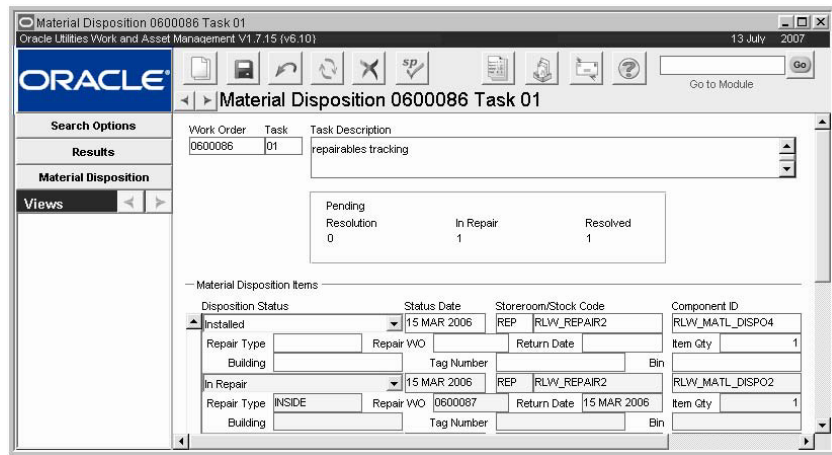 Material Disposition 0600086 Task 01
Oracle Utilities Work and Asset Management V1.7.15 (v6.10)
13 July 2007
ORACLE®
sp
Go
Go to Module
Material Disposition 0600086 Task 01
Search Options
Results
Material Disposition
Views
Work Order Task Task Description
0600086 01 repairables tracking
Pending
Resolution In Repair Resolved
0 1 1
Material Disposition Items
Disposition Status Status Date Storeroom/Stock Code Component ID
Installed 15 MAR 2006 REP RLW_REPAIR2 RLW_MATL_DISPO4
Repair Type Repair WO Return Date Item Qty 1
Building Tag Number Bin
In Repair 15 MAR 2006 REP RLW_REPAIR2 RLW_MATL_DISPO2
Repair Type INSIDE Repair WO 0600087 Return Date 15 MAR 2006 Item Qty 1
Building Tag Number Bin